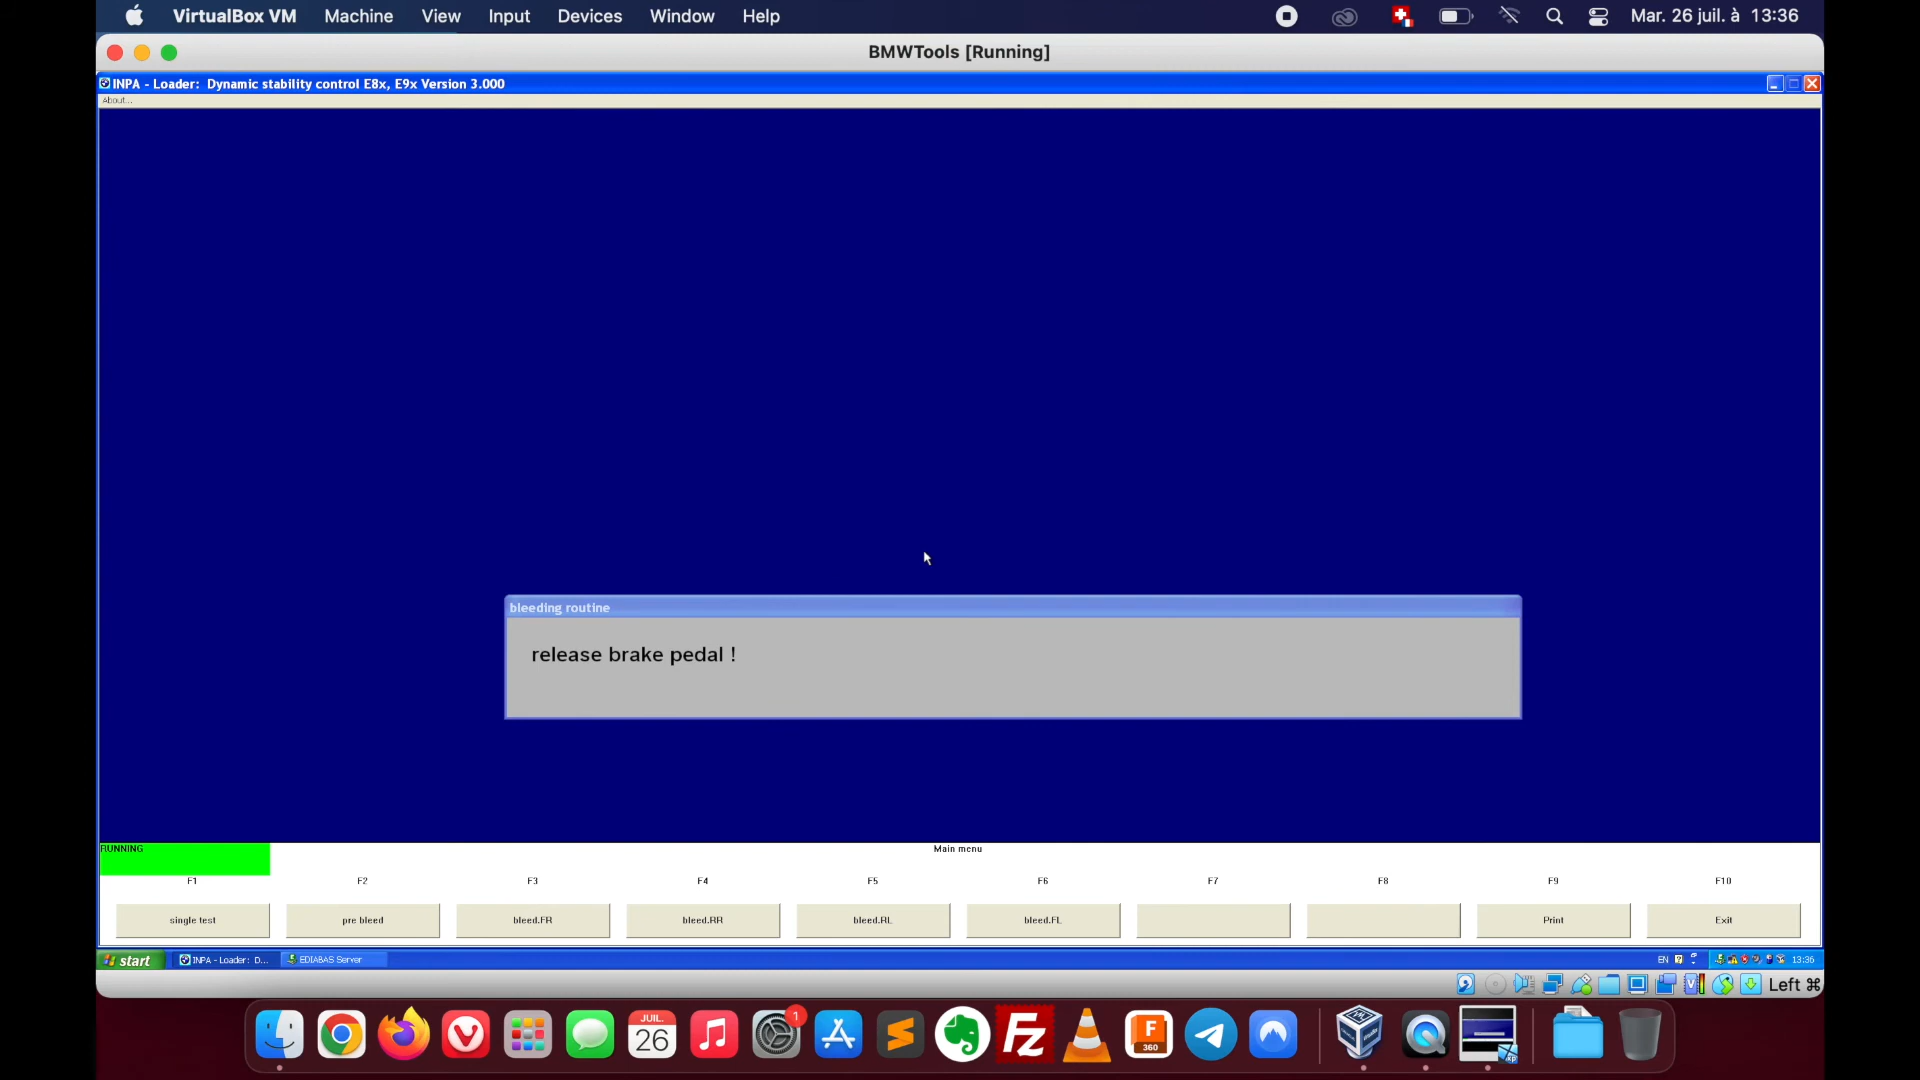 VirtualBox VM Machine View Input Devices Window Help Mar. 26 juil. à 13:36
BMWTools [Running]
INPA - Loader: Dynamic stability control E8x, E9x Version 3.000
About...
bleeding routine
release brake pedal !
RUNNING Main menu
F1 F2 F3 F4 F5 F6 F7 F8 F9 F10
single test pre bleed bleed.FR bleed.RR bleed.RL bleed.FL Print Exit
start INPA - Loader: D... EDIABAS Server EN 13:36
Left ⌘
JUIL.
26
1
F
360